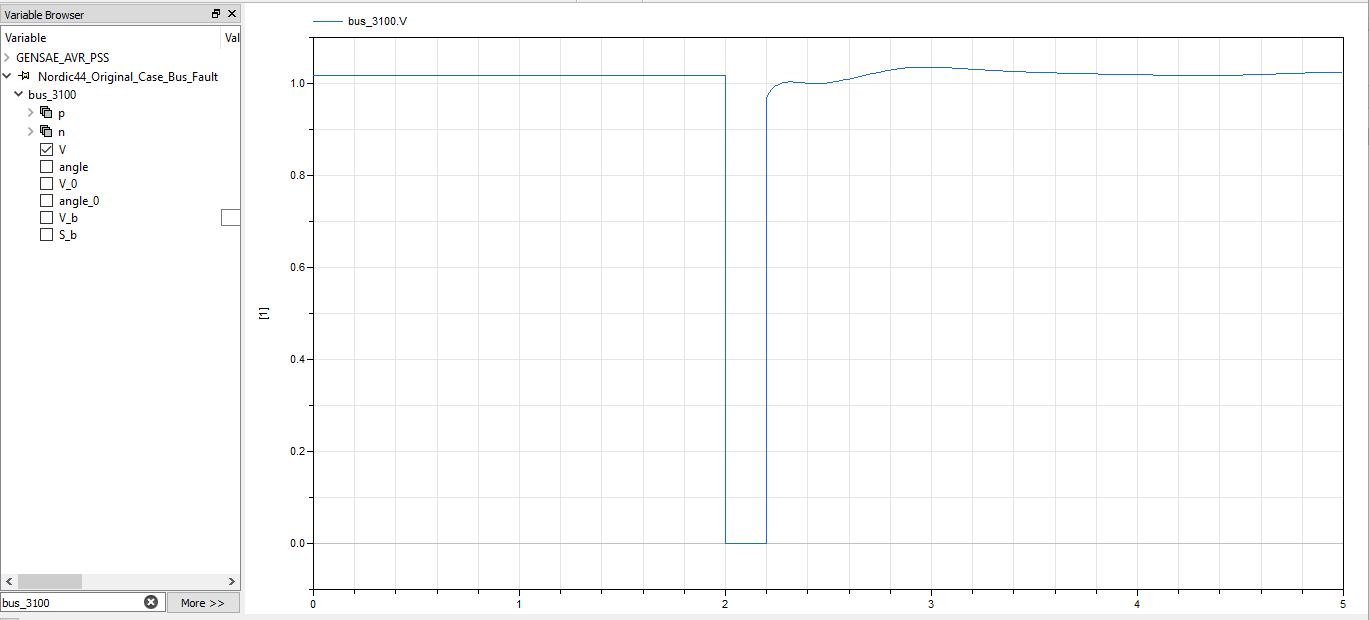 Variable Browser
Variable Val
GENSAE_AVR_PSS
Nordic44_Original_Case_Bus_Fault
bus_3100
p
n
V
angle
V_0
angle_0
V_b
S_b
bus_3100
More >>
bus_3100.V
1.0
0.8
0.6
[1]
0.4
0.2
0.0
0 1 2 3 4 5